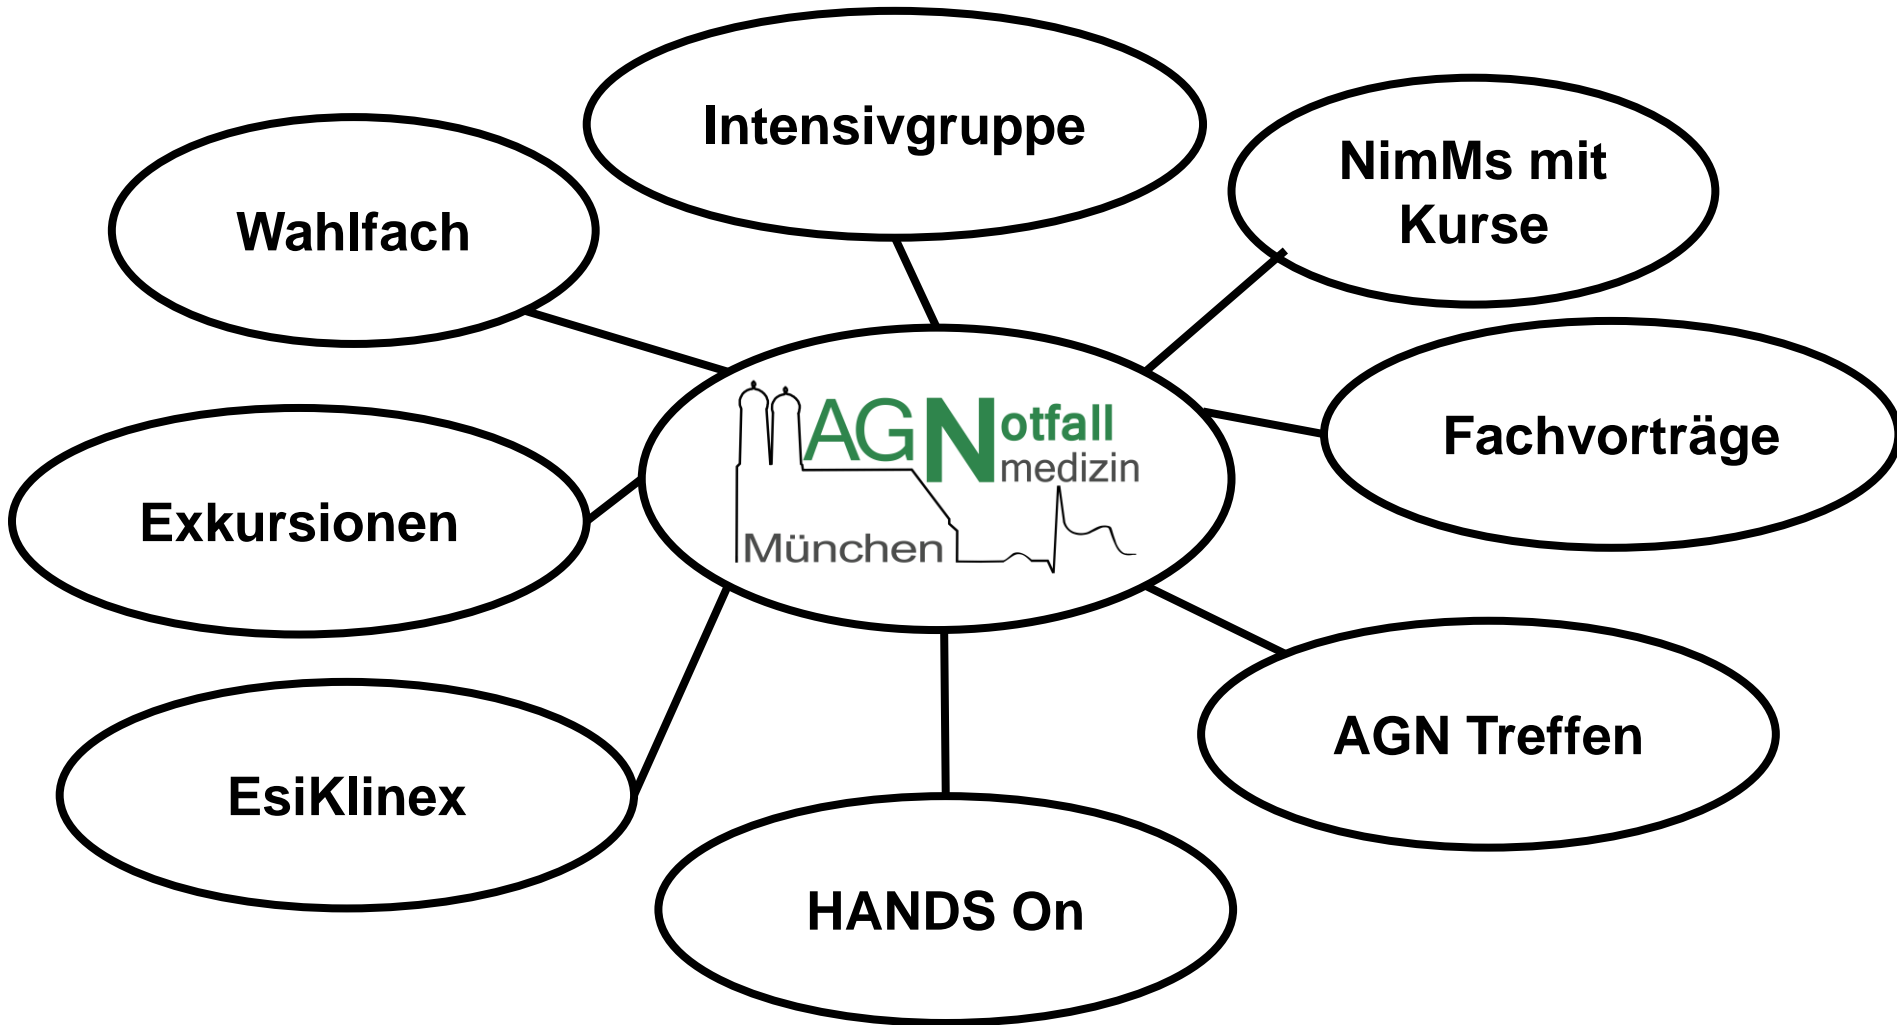 Intensivgruppe
NimMs mit
Kurse
Wahlfach
AGNotfall
medizin
München
Fachvorträge
Exkursionen
AGN Treffen
EsiKlinex
HANDS On